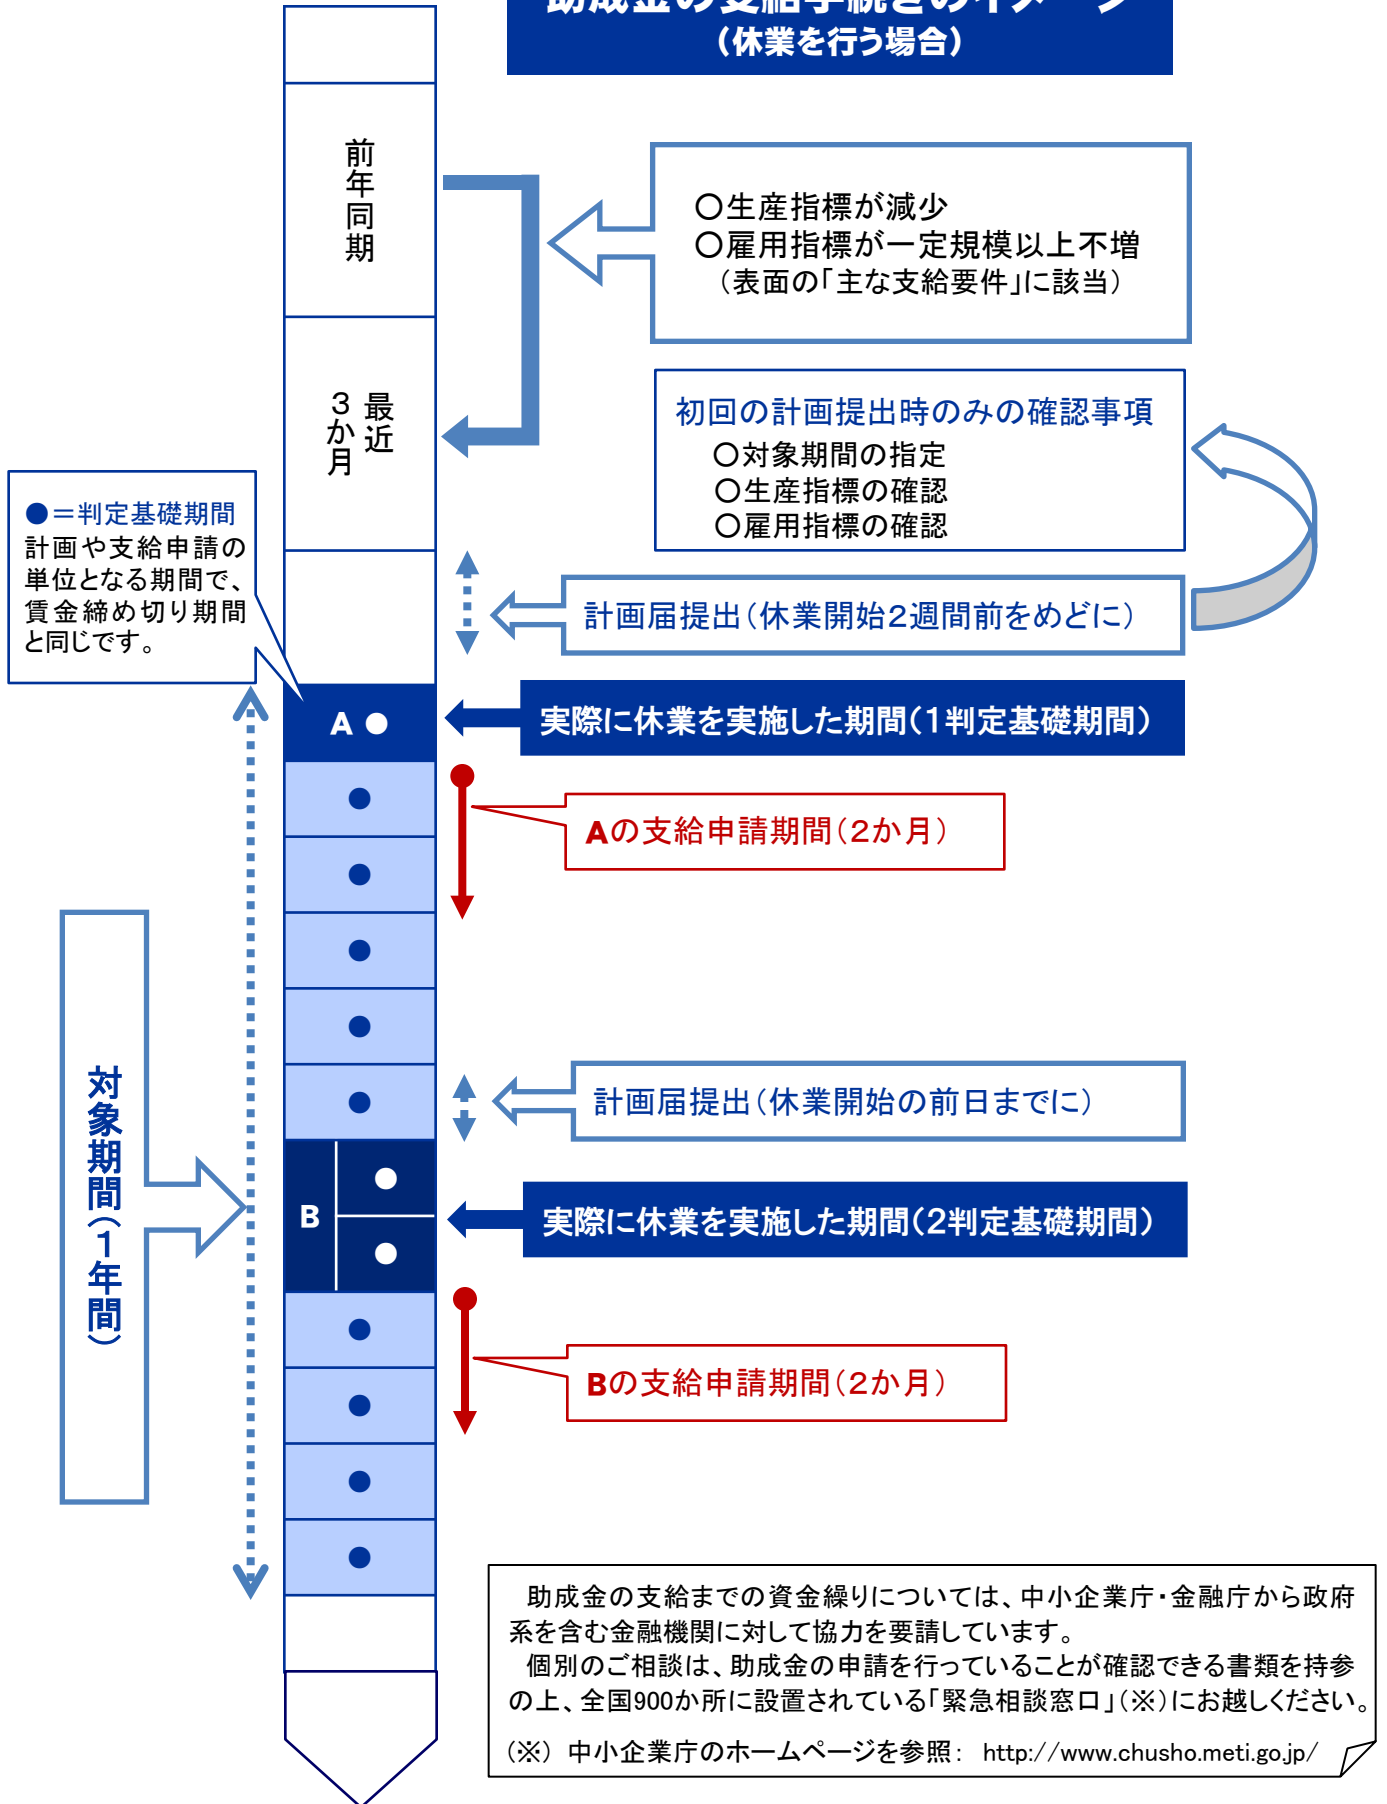 助成金の支給手続きのイメージ
（休業を行う場合）
前年同期
○生産指標が減少
○雇用指標が一定規模以上不増
（表面の「主な支給要件」に該当）
最近
３か月
初回の計画提出時のみの確認事項
○対象期間の指定
○生産指標の確認
○雇用指標の確認
●＝判定基礎期間
計画や支給申請の
単位となる期間で、
賃金締め切り期間
と同じです。
計画届提出（休業開始２週間前をめどに）
A ●
実際に休業を実施した期間（１判定基礎期間）
●
Aの支給申請期間（２か月）
●
●
●
●
計画届提出（休業開始の前日までに）
対象期間（１年間）
●
B
●
実際に休業を実施した期間（２判定基礎期間）
●
Bの支給申請期間（２か月）
●
●
●
助成金の支給までの資金繰りについては、中小企業庁・金融庁から政府
系を含む金融機関に対して協力を要請しています。
個別のご相談は、助成金の申請を行っていることが確認できる書類を持参
の上、全国900か所に設置されている「緊急相談窓口」（※）にお越しください。
（※） 中小企業庁のホームページを参照： http://www.chusho.meti.go.jp/